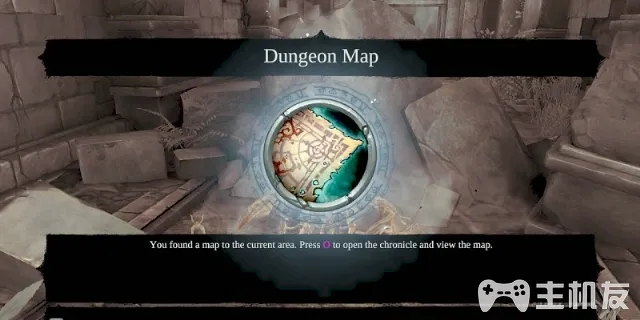 Dungeon Map
You found a map to the current area. Press O to open the chronicle and view the map.
主机友